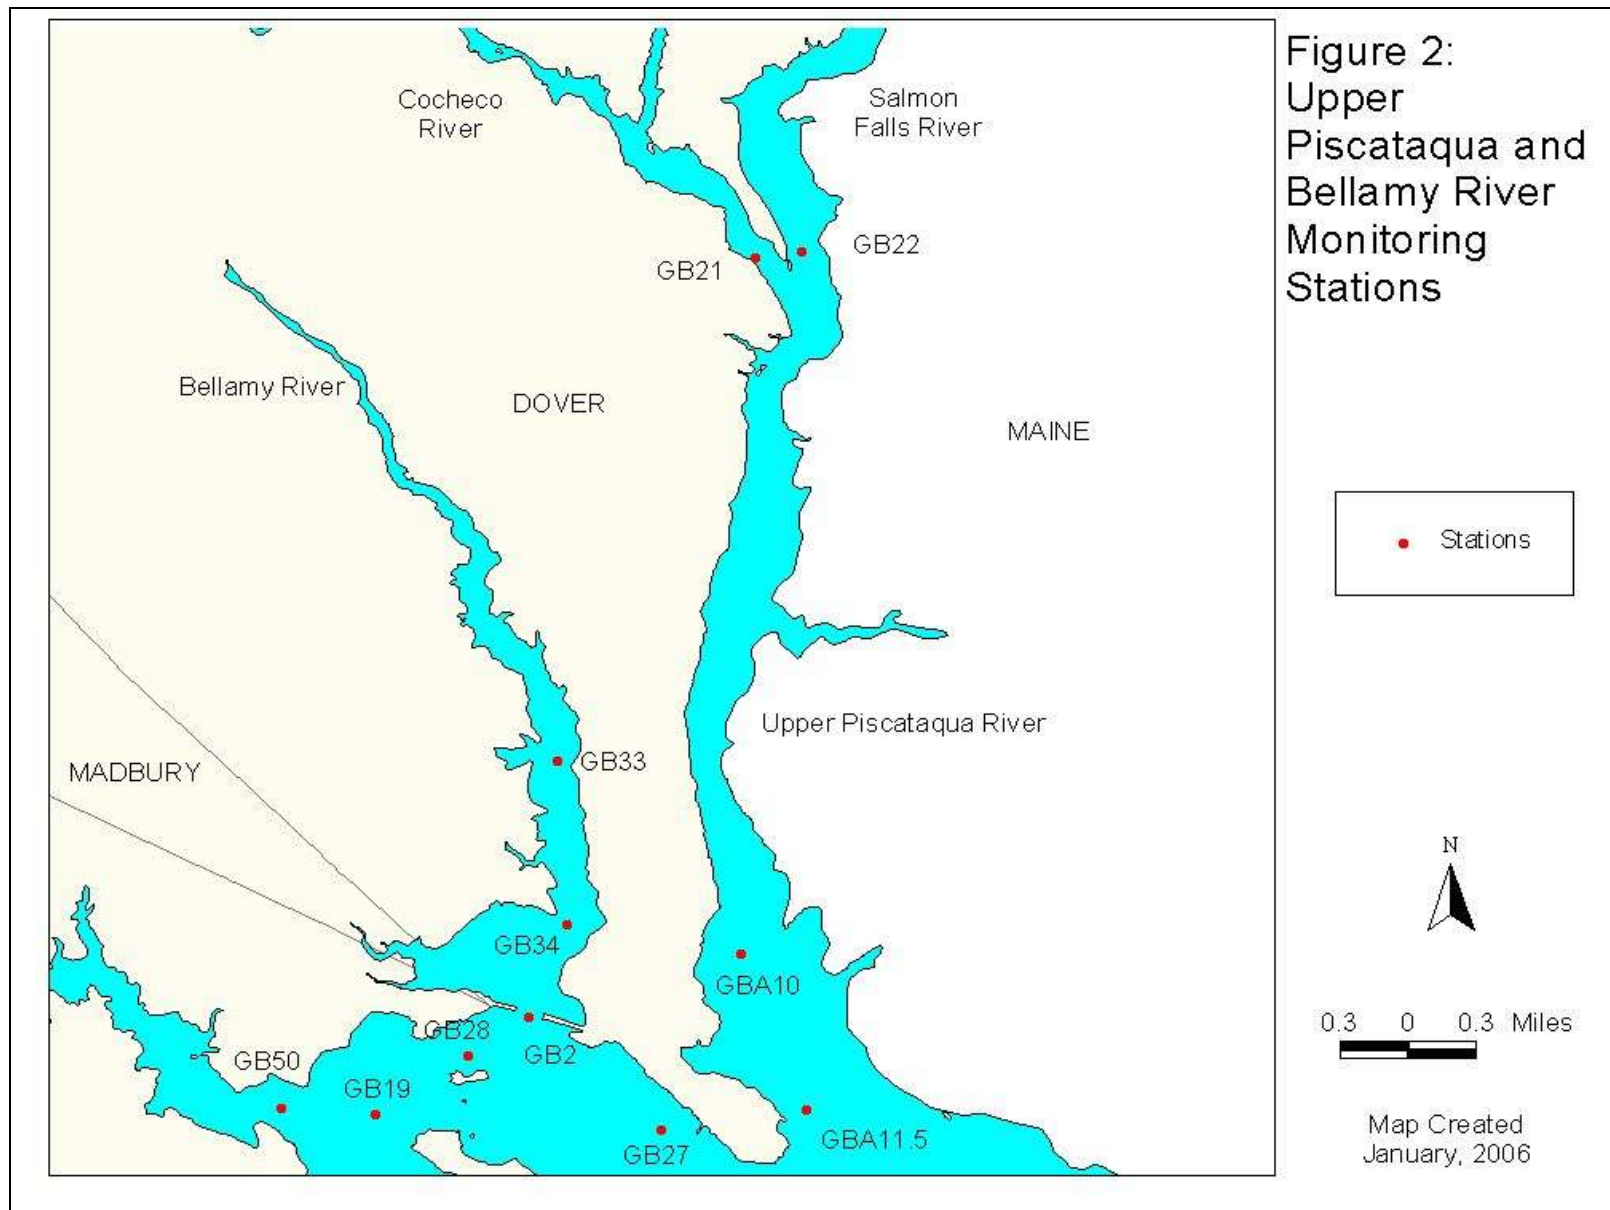 Figure 2:
Upper
Piscataqua and
Bellamy River
Monitoring
Stations
Cocheco
River
Salmon
Falls River
GB22
GB21
Bellamy River
DOVER
MAINE
Stations
Upper Piscataqua River
GB33
MADBURY
N
GB34
GBA10
0.3 0 0.3 Miles
GB28
GB2
GB50
GB19
GBA11.5
GB27
Map Created
January, 2006